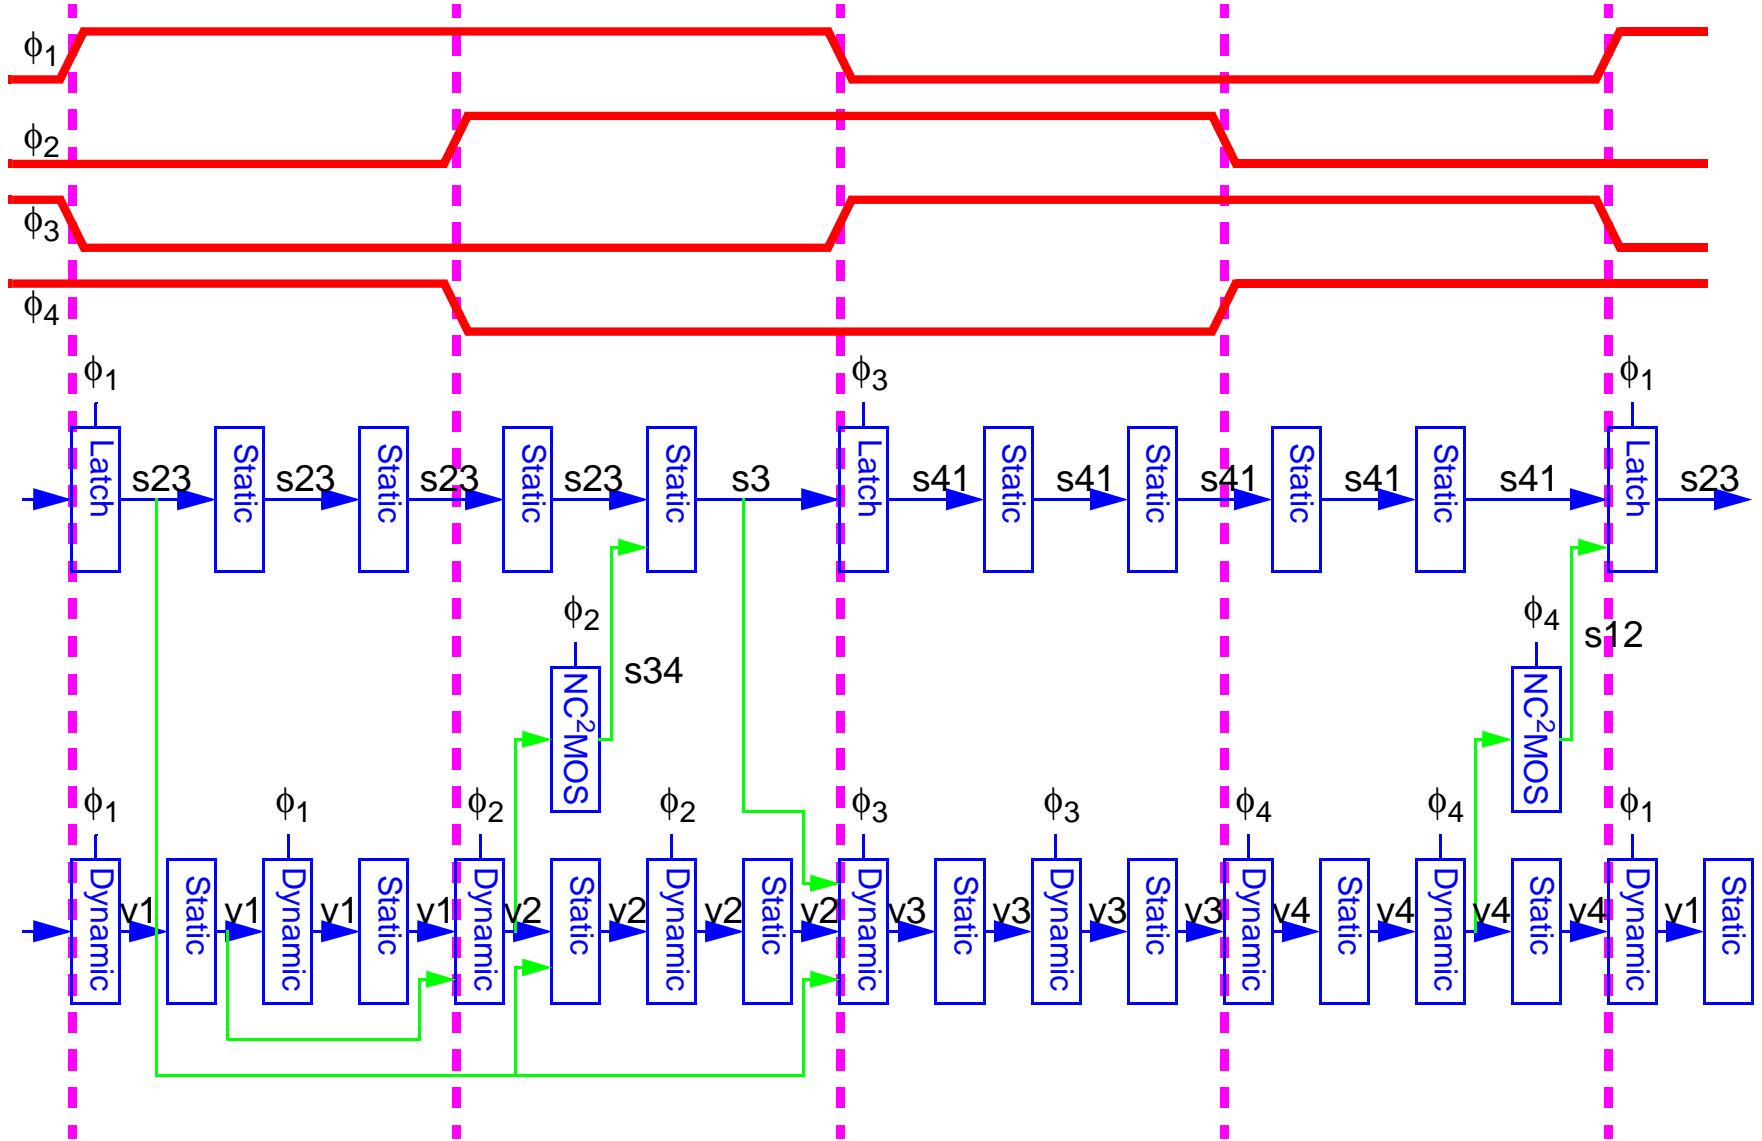 ϕ1
ϕ2
ϕ3
ϕ4
ϕ1 ϕ3 ϕ1
Latch s23 Static s23 Static s23 Static s23 Static s3 Latch s41 Static s41 Static s41 Static s41 Static s41 Latch s23
ϕ2 ϕ4
NC²MOS s34 NC²MOS s12
ϕ1 ϕ1 ϕ2 ϕ2 ϕ3 ϕ3 ϕ4 ϕ4 ϕ1
Dynamic v1 Static v1 Dynamic v1 Static v1 Dynamic v2 Static v2 Dynamic v2 Static v2 Dynamic v3 Static v3 Dynamic v3 Static v3 Dynamic v4 Static v4 Dynamic v4 Static v4 Dynamic v1 Static